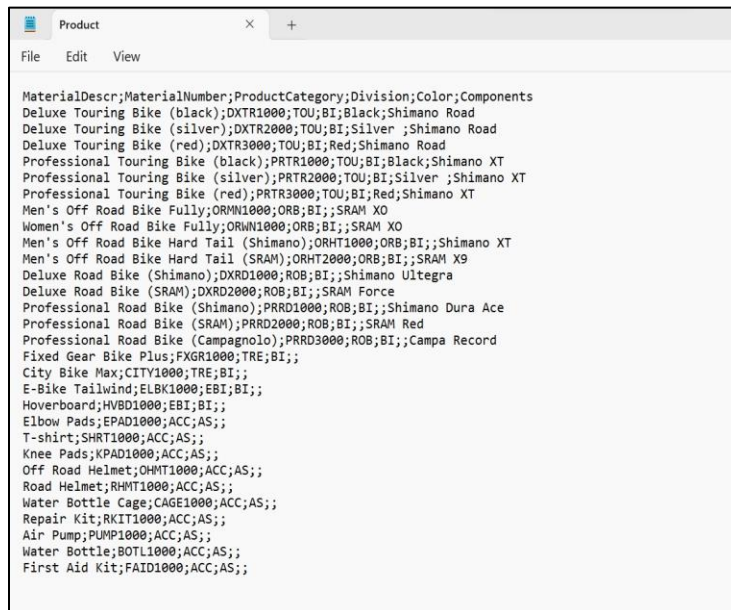 Product
File Edit View
MaterialDescr;MaterialNumber;ProductCategory;Division;Color;Components
Deluxe Touring Bike (black);DXTR1000;TOU;BI;Black;Shimano Road
Deluxe Touring Bike (silver);DXTR2000;TOU;BI;Silver ;Shimano Road
Deluxe Touring Bike (red);DXTR3000;TOU;BI;Red;Shimano Road
Professional Touring Bike (black);PRTR1000;TOU;BI;Black;Shimano XT
Professional Touring Bike (silver);PRTR2000;TOU;BI;Silver ;Shimano XT
Professional Touring Bike (red);PRTR3000;TOU;BI;Red;Shimano XT
Men's Off Road Bike Fully;ORMN1000;ORB;BI;;SRAM XO
Women's Off Road Bike Fully;ORWN1000;ORB;BI;;SRAM XO
Men's Off Road Bike Hard Tail (Shimano);ORHT1000;ORB;BI;;Shimano XT
Men's Off Road Bike Hard Tail (SRAM);ORHT2000;ORB;BI;;SRAM X9
Deluxe Road Bike (Shimano);DXRD1000;ROB;BI;;Shimano Ultegra
Deluxe Road Bike (SRAM);DXRD2000;ROB;BI;;SRAM Force
Professional Road Bike (Shimano);PRRD1000;ROB;BI;;Shimano Dura Ace
Professional Road Bike (SRAM);PRRD2000;ROB;BI;;SRAM Red
Professional Road Bike (Campagnolo);PRRD3000;ROB;BI;;Campa Record
Fixed Gear Bike Plus;FXGR1000;TRE;BI;;
City Bike Max;CITY1000;TRE;BI;;
E-Bike Tailwind;ELBK1000;EBI;BI;;
Hoverboard;HVBD1000;EBI;BI;;
Elbow Pads;EPAD1000;ACC;AS;;
T-shirt;SHRT1000;ACC;AS;;
Knee Pads;KPAD1000;ACC;AS;;
Off Road Helmet;OHMT1000;ACC;AS;;
Road Helmet;RHMT1000;ACC;AS;;
Water Bottle Cage;CAGE1000;ACC;AS;;
Repair Kit;RKIT1000;ACC;AS;;
Air Pump;PUMP1000;ACC;AS;;
Water Bottle;BOTL1000;ACC;AS;;
First Aid Kit;FAID1000;ACC;AS;;